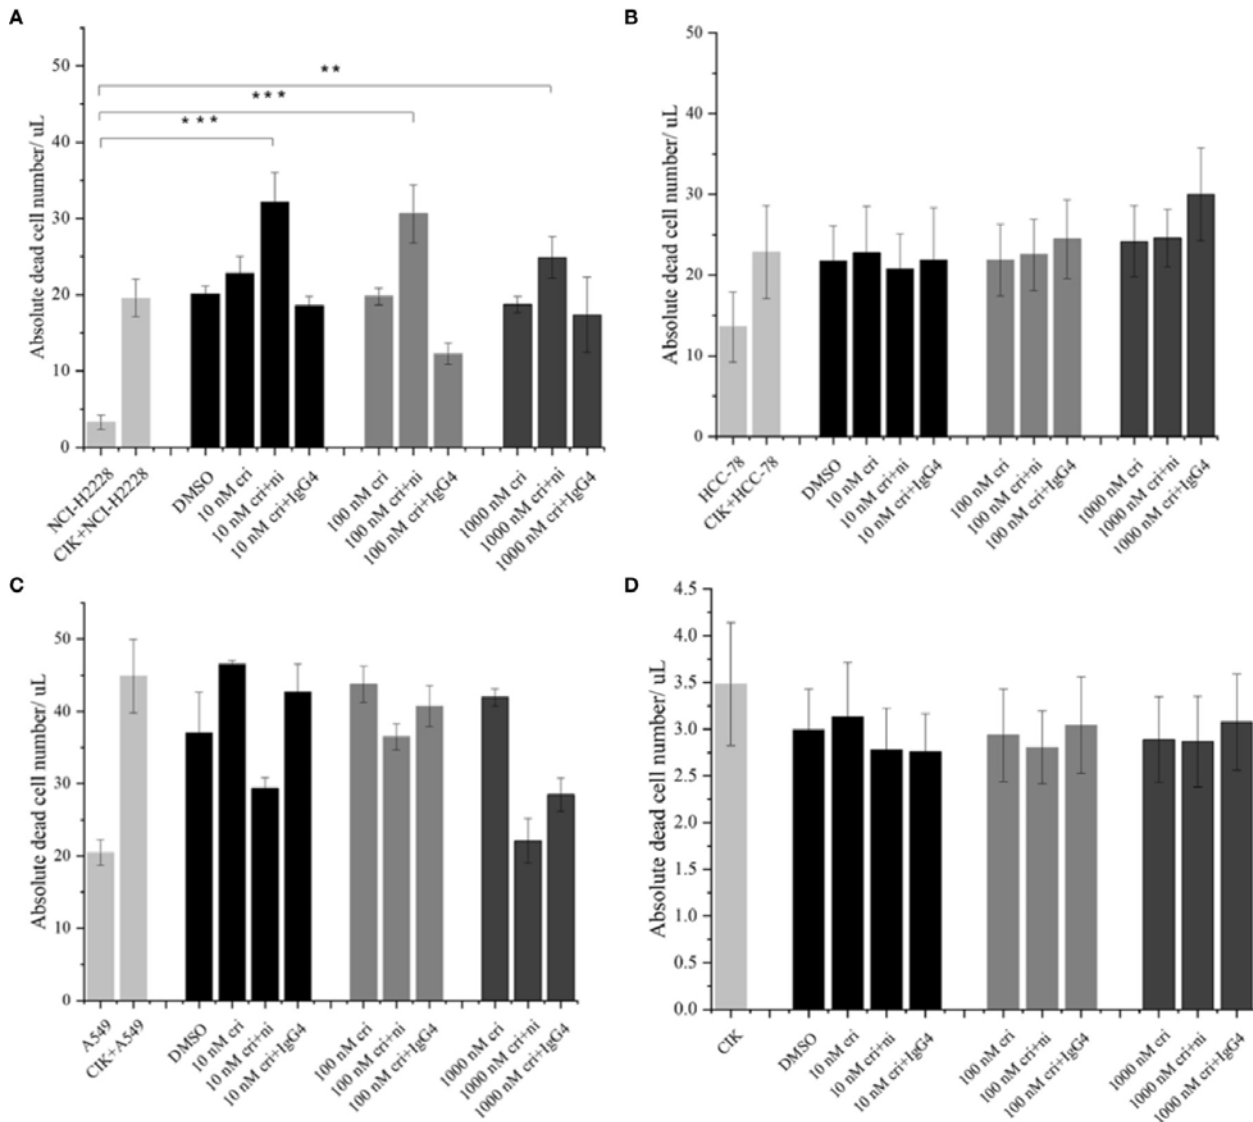 A
Absolute dead cell number/ uL
50
40
30
20
10
0
**
***
***
NCI-H2228
CIK+NCI-H2228
DMSO
10 nM cri
10 nM cri+ni
10 nM cri+IgG4
100 nM cri
100 nM cri+ni
100 nM cri+IgG4
1000 nM cri
1000 nM cri+ni
1000 nM cri+IgG4
B
Absolute dead cell number/ uL
50
40
30
20
10
0
HCC-78
CIK+HCC-78
DMSO
10 nM cri
10 nM cri+ni
10 nM cri+IgG4
100 nM cri
100 nM cri+ni
100 nM cri+IgG4
1000 nM cri
1000 nM cri+ni
1000 nM cri+IgG4
C
Absolute dead cell number/ uL
50
40
30
20
10
0
A549
CIK+A549
DMSO
10 nM cri
10 nM cri+ni
10 nM cri+IgG4
100 nM cri
100 nM cri+ni
100 nM cri+IgG4
1000 nM cri
1000 nM cri+ni
1000 nM cri+IgG4
D
Absolute dead cell number/ uL
4.5
4.0
3.5
3.0
2.5
2.0
1.5
1.0
0.5
0.0
CIK
DMSO
10 nM cri
10 nM cri+ni
10 nM cri+IgG4
100 nM cri
100 nM cri+ni
100 nM cri+IgG4
1000 nM cri
1000 nM cri+ni
1000 nM cri+IgG4